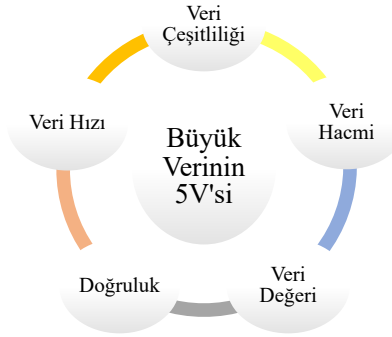 Veri
Çeşitliliği
Veri Hızı
Veri
Hacmi
Büyük
Verinin
5V'si
Doğruluk
Veri
Değeri